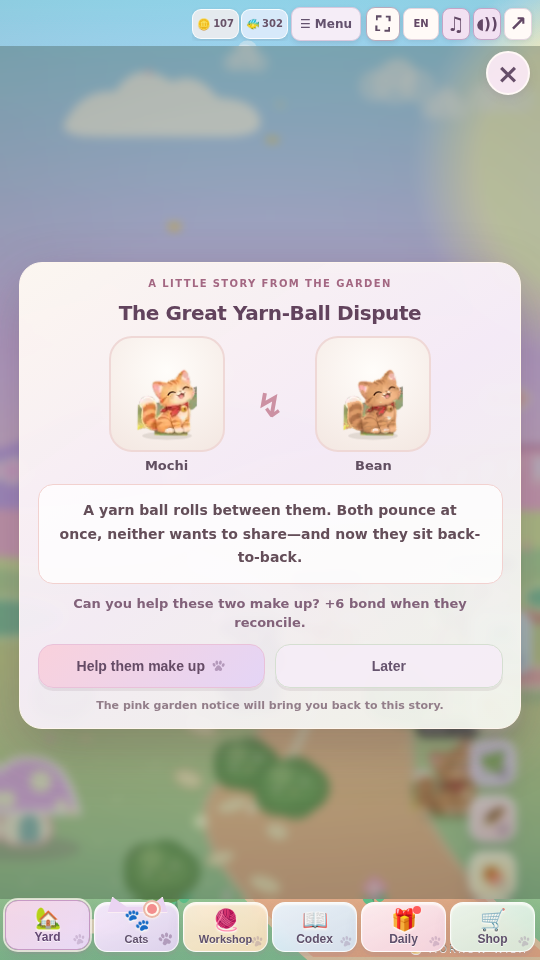 107
302
☰ Menu
EN
A LITTLE STORY FROM THE GARDEN
The Great Yarn-Ball Dispute
Mochi
Bean
A yarn ball rolls between them. Both pounce at
once, neither wants to share—and now they sit back-
to-back.
Can you help these two make up? +6 bond when they
reconcile.
Help them make up
Later
The pink garden notice will bring you back to this story.
Yard
Cats
Workshop
Codex
Daily
Shop